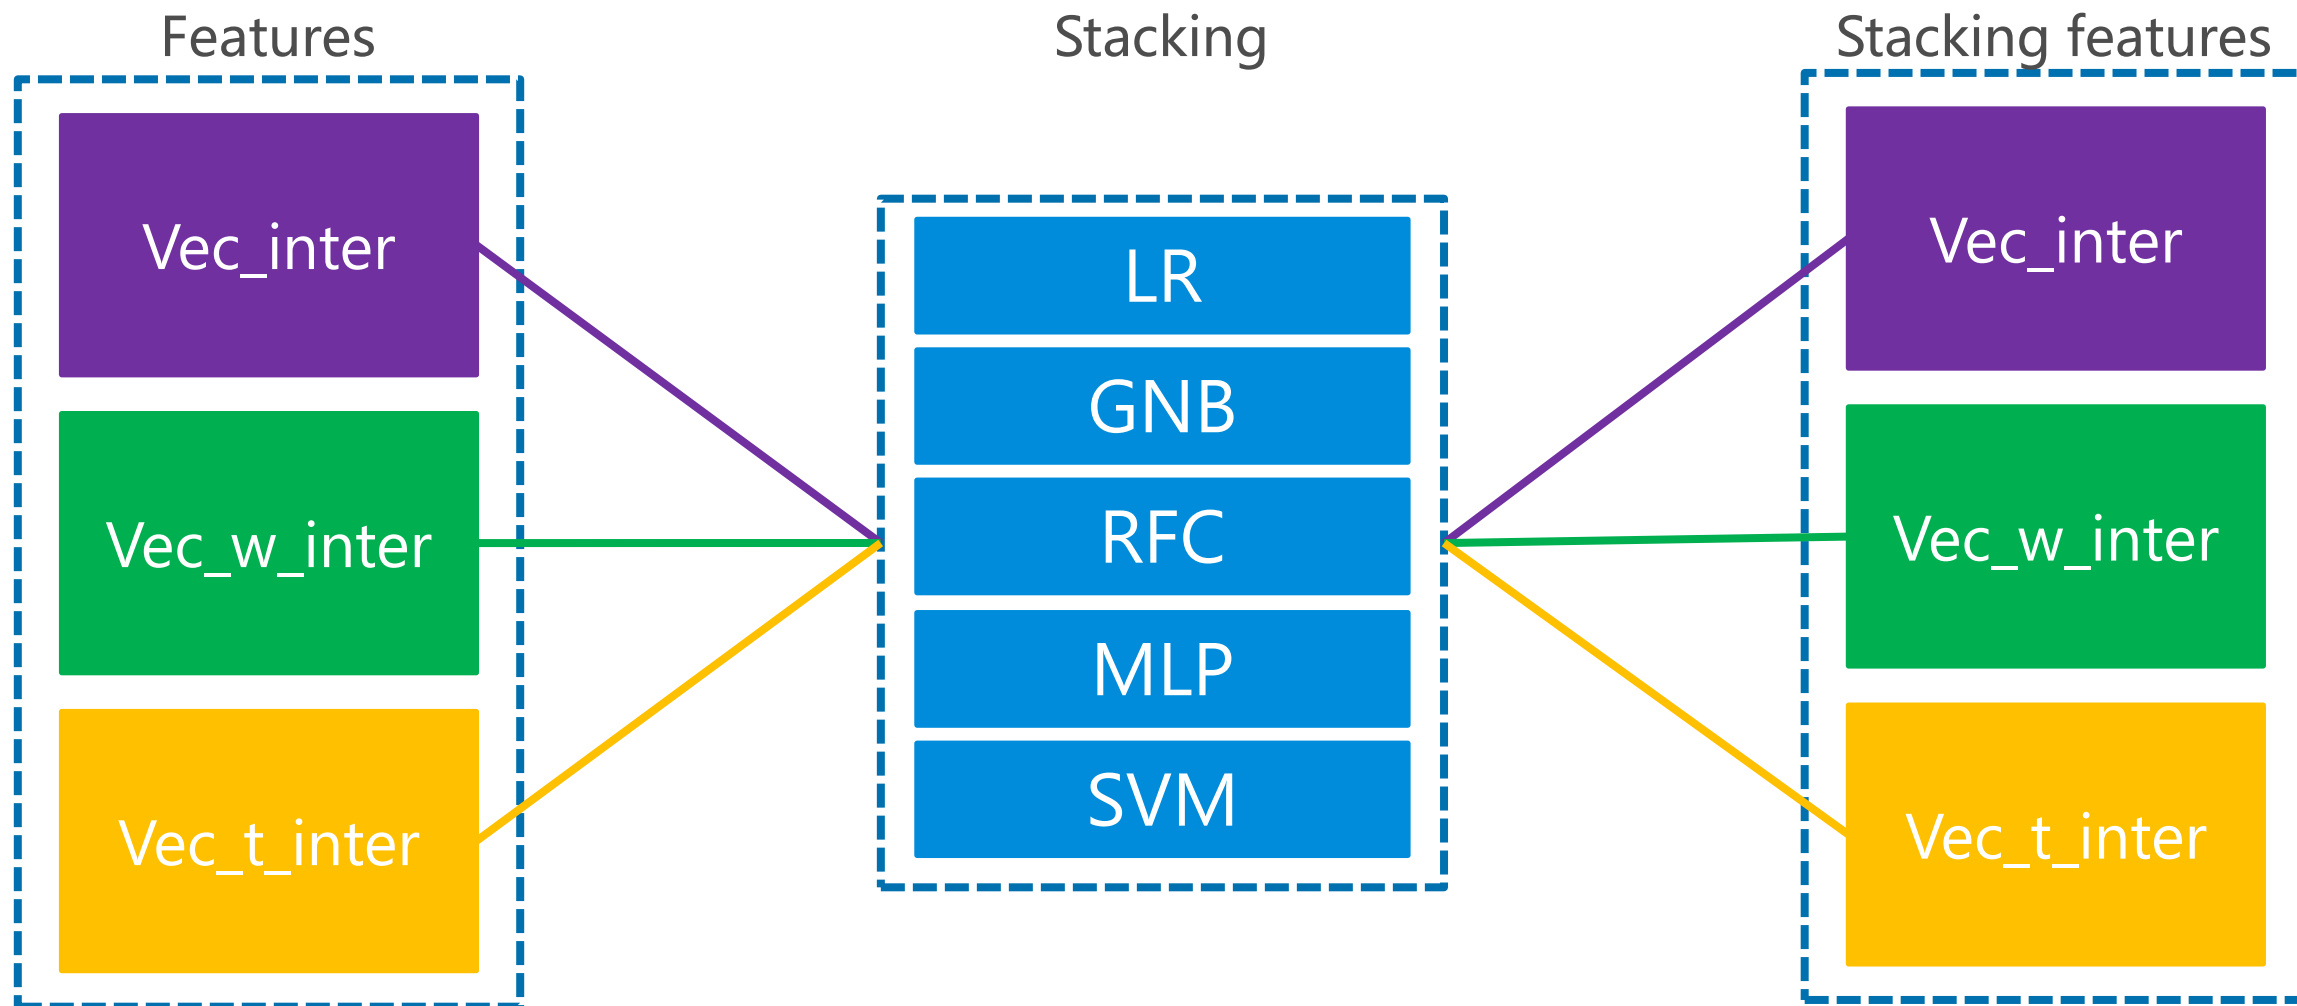 Features
Stacking
Stacking features
Vec_inter
Vec_w_inter
Vec_t_inter
LR
GNB
RFC
MLP
SVM
Vec_inter
Vec_w_inter
Vec_t_inter